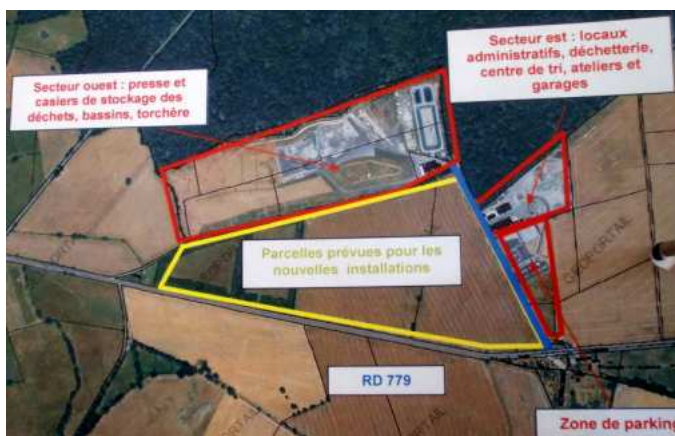 Secteur ouest : presse et
casiers de stockage des
déchets, bassins, torchère
Secteur est : locaux
administratifs, déchetterie,
centre de tri, ateliers et
garages
Parcelles prévues pour les
nouvelles installations
RD 779
Zone de parking
GEOPORTAIL